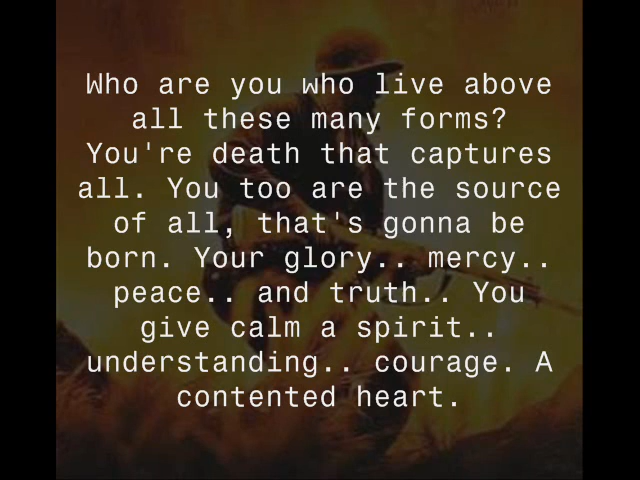 Who are you who live above
all these many forms?
You're death that captures
all. You too are the source
of all, that's gonna be
born. Your glory.. mercy..
peace.. and truth.. You
give calm a spirit..
understanding.. courage. A
contented heart.